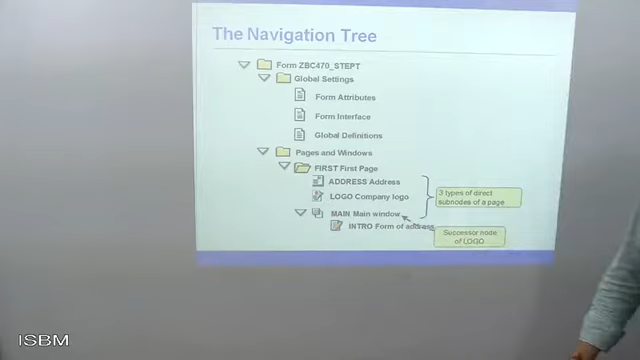 The Navigation Tree
Form ZBC470_STEPT
Global Settings
Form Attributes
Form Interface
Global Definitions
Pages and Windows
FIRST First Page
ADDRESS Address
LOGO Company logo
3 types of direct
subnodes of a page
MAIN Main window
INTRO Form of address
Successor node
of LOGO
ISBM